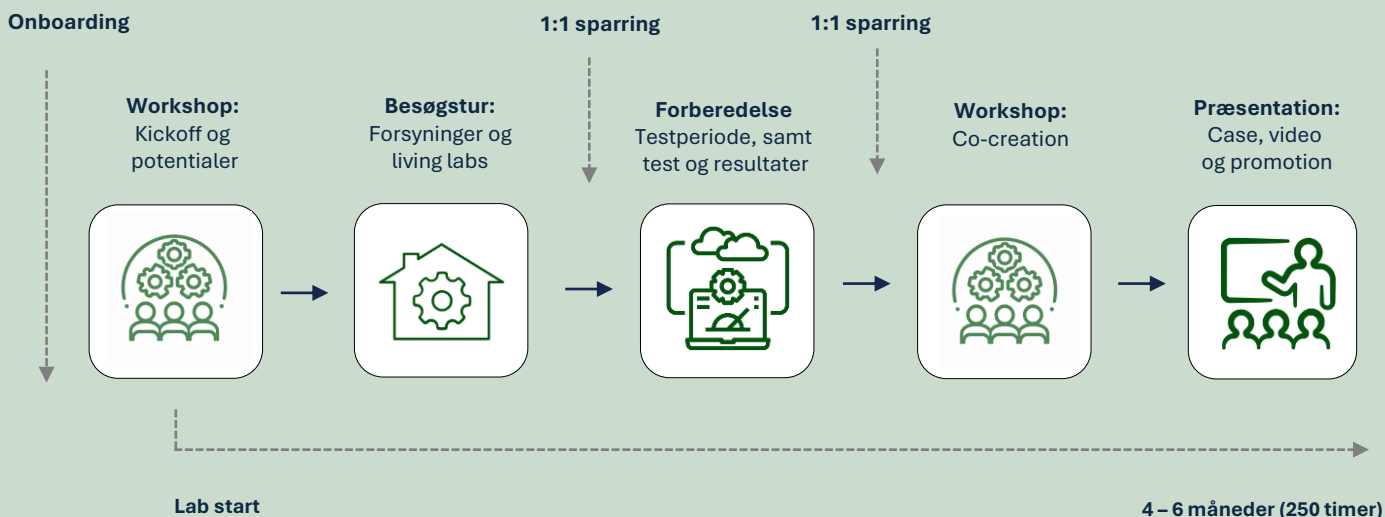 Onboarding
1:1 sparring
1:1 sparring
Workshop:
Kickoff og
potentialer
Besøgstur:
Forsyninger og
living labs
Forberedelse
Testperiode, samt
test og resultater
Workshop:
Co-creation
Præsentation:
Case, video
og promotion
Lab start
4 – 6 måneder (250 timer)